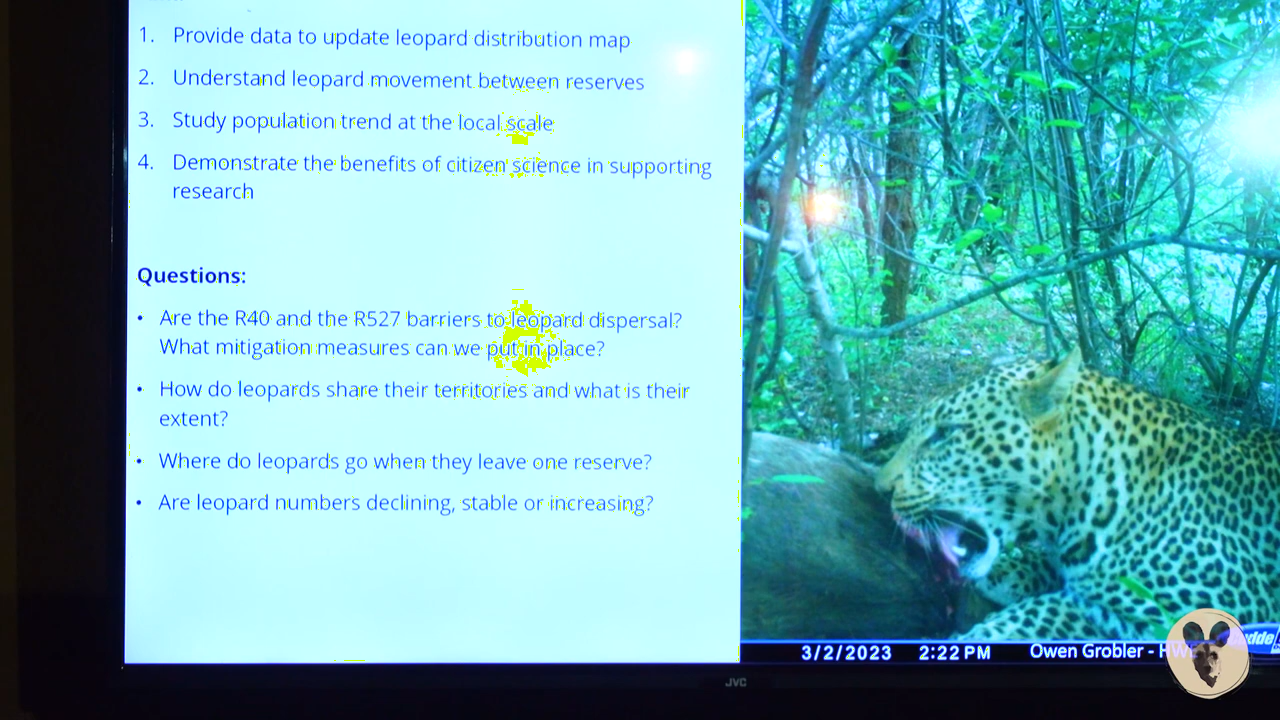 1. Provide data to update leopard distribution map
2. Understand leopard movement between reserves
3. Study population trend at the local scale
4. Demonstrate the benefits of citizen science in supporting
research
Questions:
• Are the R40 and the R527 barriers to leopard dispersal?
What mitigation measures can we put in place?
• How do leopards share their territories and what is their
extent?
• Where do leopards go when they leave one reserve?
• Are leopard numbers declining, stable or increasing?
3/2/2023 2:22 PM Owen Grobler -
JVC